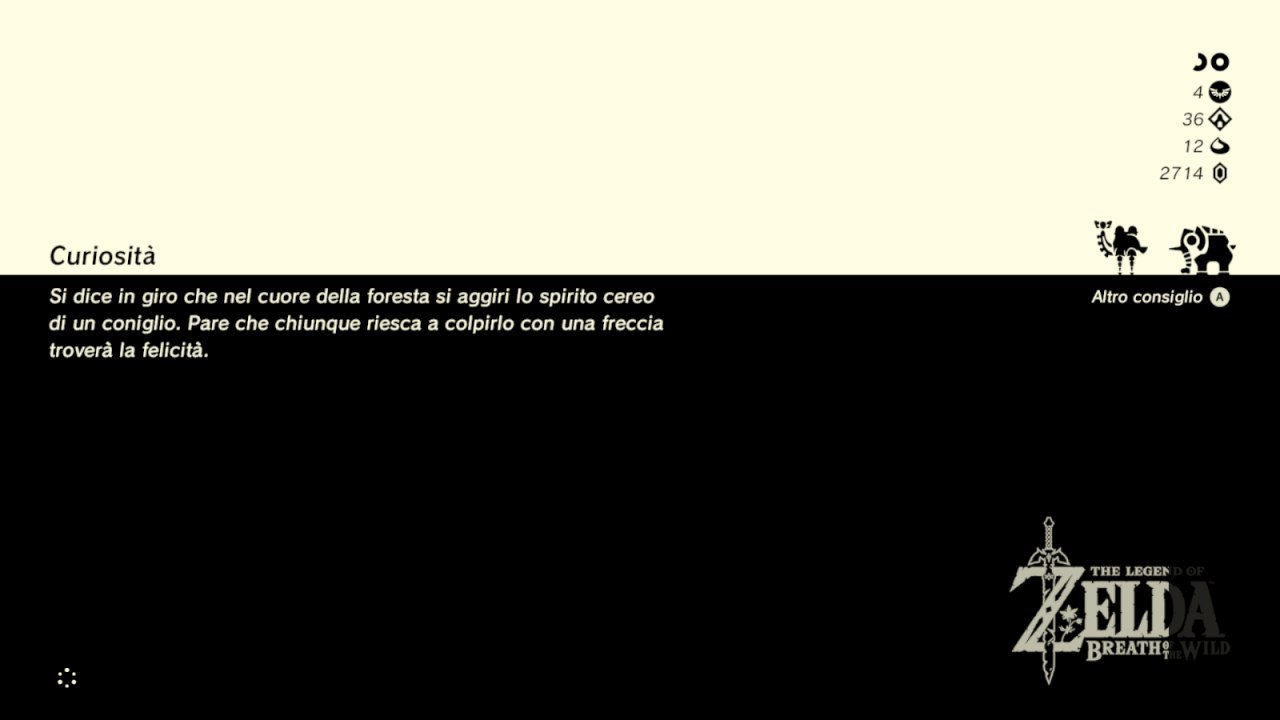 4
36
12
2714
Curiosità
Si dice in giro che nel cuore della foresta si aggiri lo spirito cereo
di un coniglio. Pare che chiunque riesca a colpirlo con una freccia
troverà la felicità.
Altro consiglio A
THE LEGEND OF
ZELDA
BREATH OF THE WILD